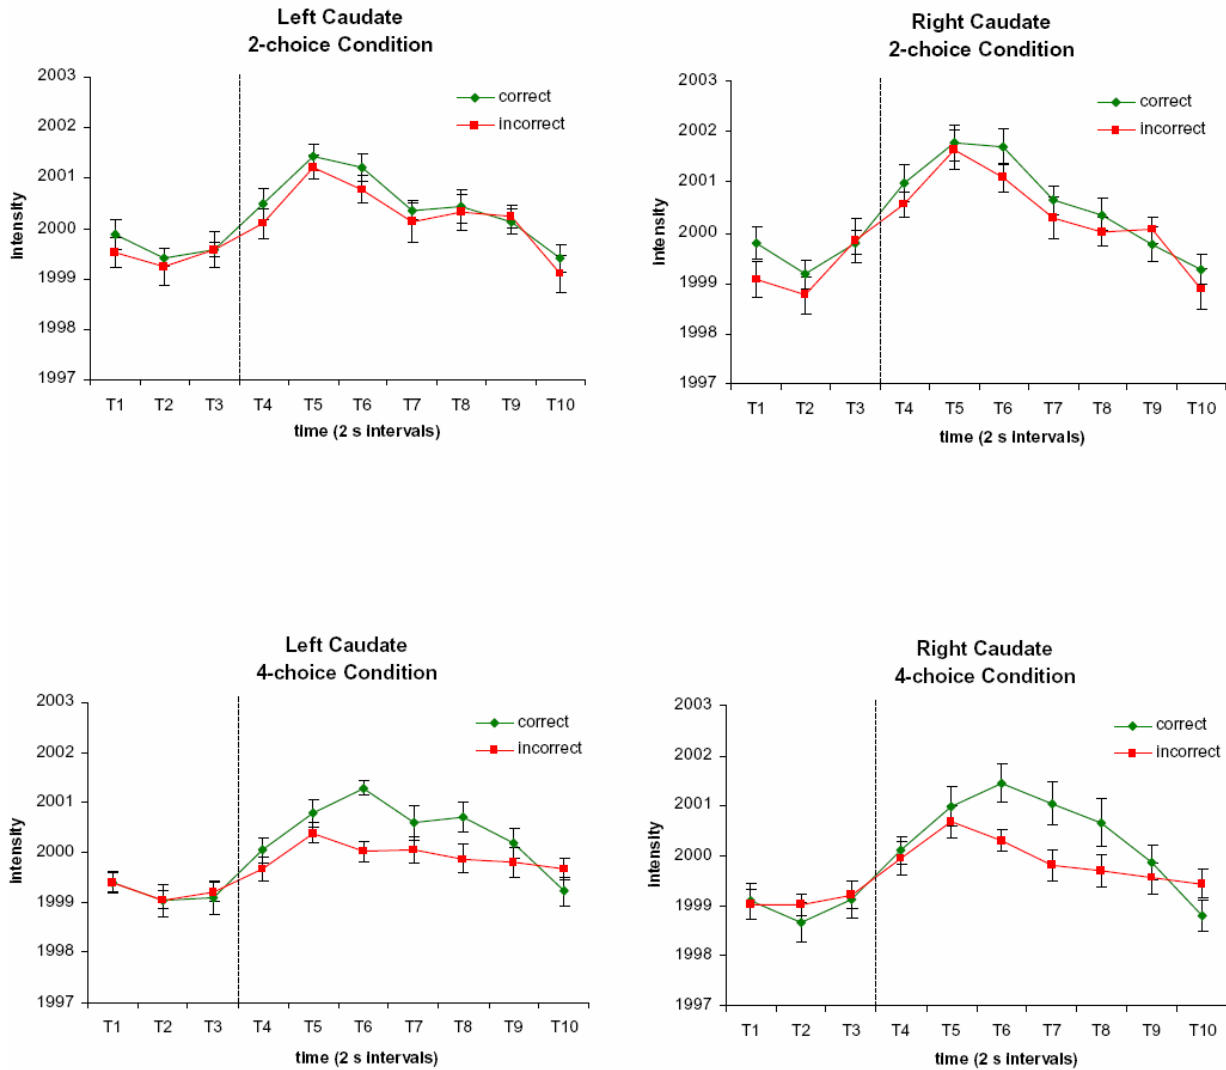 Left Caudate
2-choice Condition
2003
2002
2001
2000
1999
1998
1997
Intensity
correct
incorrect
T1 T2 T3 T4 T5 T6 T7 T8 T9 T10
time (2 s intervals)
Right Caudate
2-choice Condition
2003
2002
2001
2000
1999
1998
1997
Intensity
correct
incorrect
T1 T2 T3 T4 T5 T6 T7 T8 T9 T10
time (2 s intervals)
Left Caudate
4-choice Condition
2003
2002
2001
2000
1999
1998
1997
Intensity
correct
incorrect
T1 T2 T3 T4 T5 T6 T7 T8 T9 T10
time (2 s intervals)
Right Caudate
4-choice Condition
2003
2002
2001
2000
1999
1998
1997
Intensity
correct
incorrect
T1 T2 T3 T4 T5 T6 T7 T8 T9 T10
time (2 s intervals)